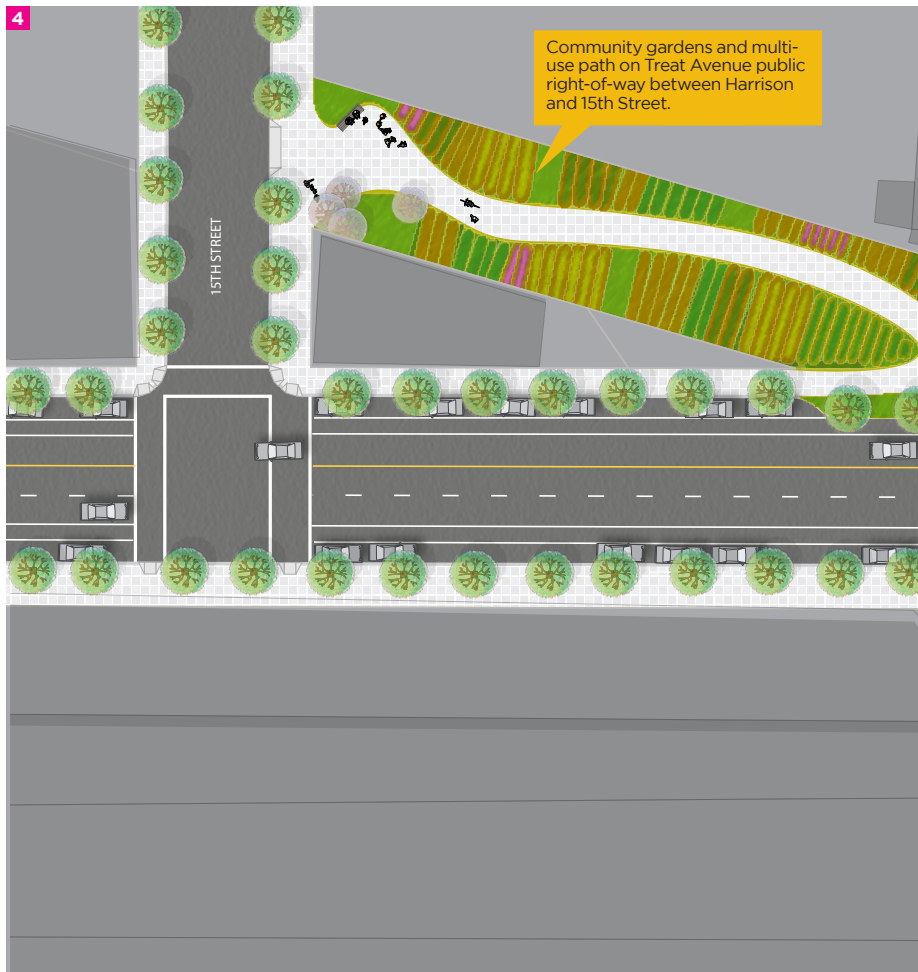 4
Community gardens and multi-
use path on Treat Avenue public
right-of-way between Harrison
and 15th Street.
15TH STREET